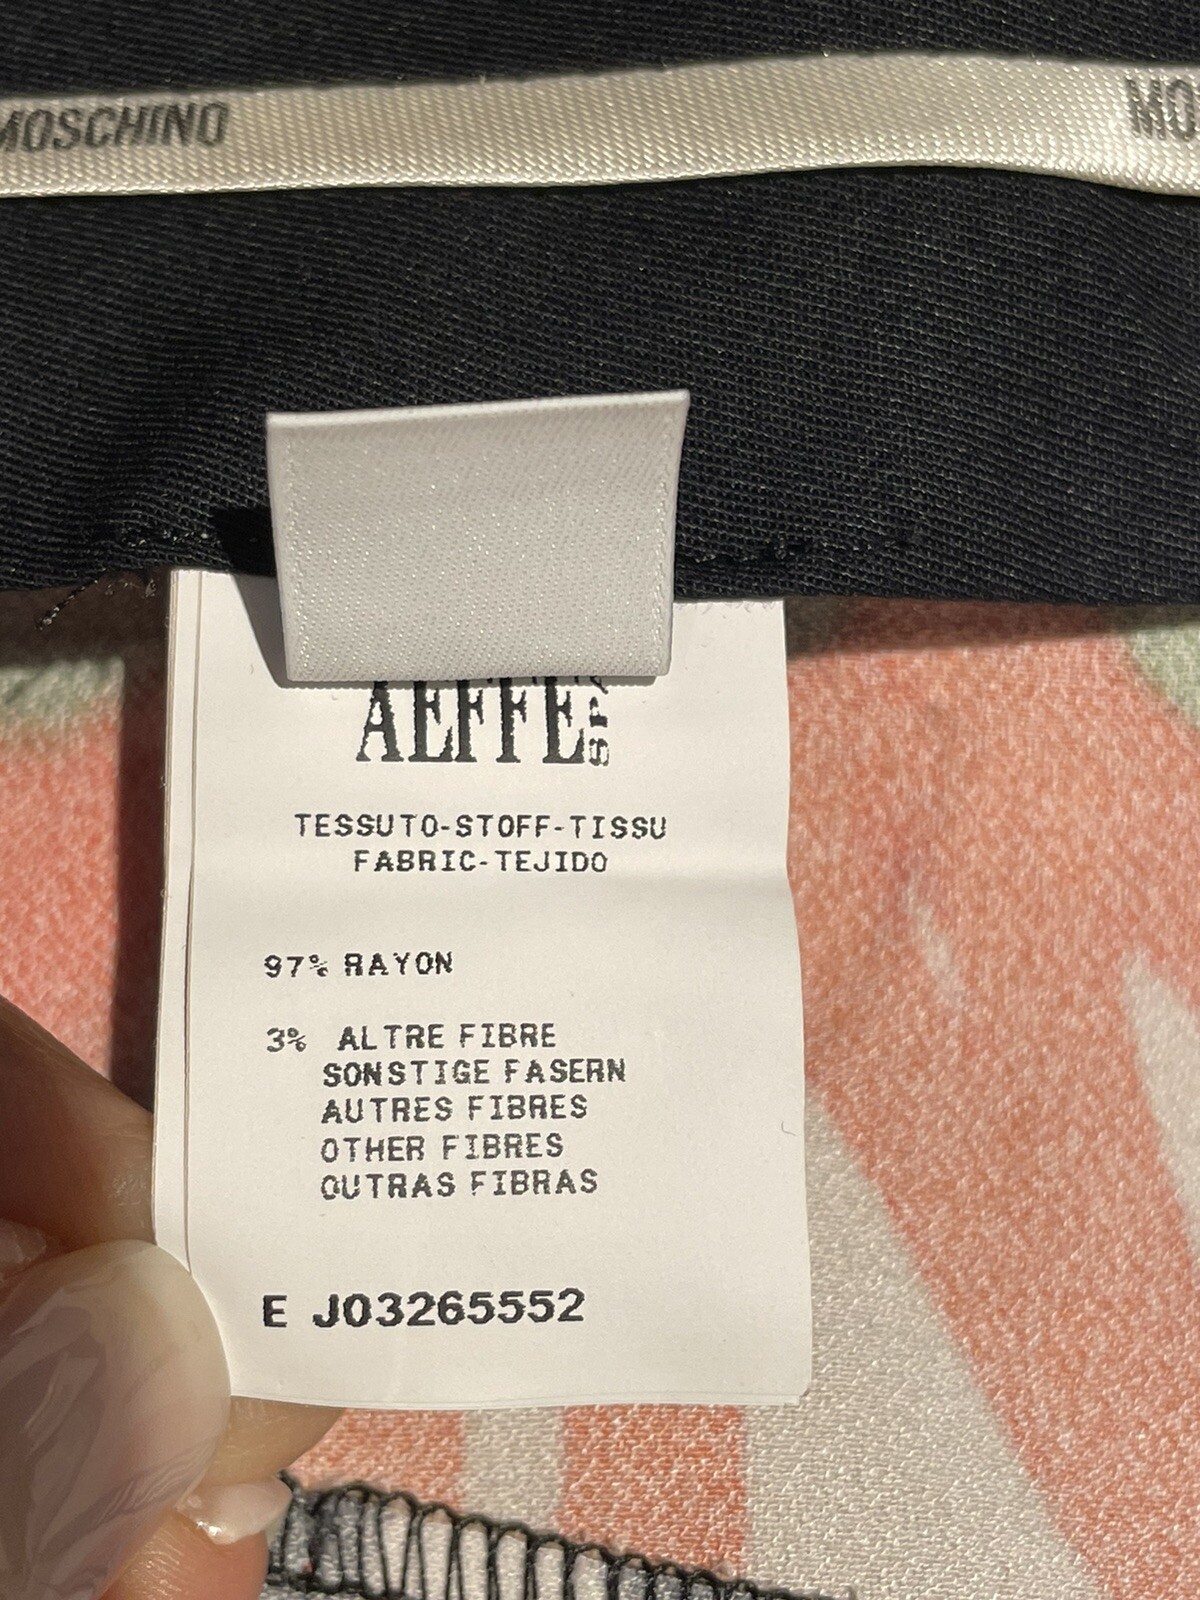 MOSCHINO
AEFFE SPA
TESSUTO-STOFF-TISSU
FABRIC-TEJIDO
97% RAYON
3% ALTRE FIBRE
SONSTIGE FASERN
AUTRES FIBRES
OTHER FIBRES
OUTRAS FIBRAS
E J03265552